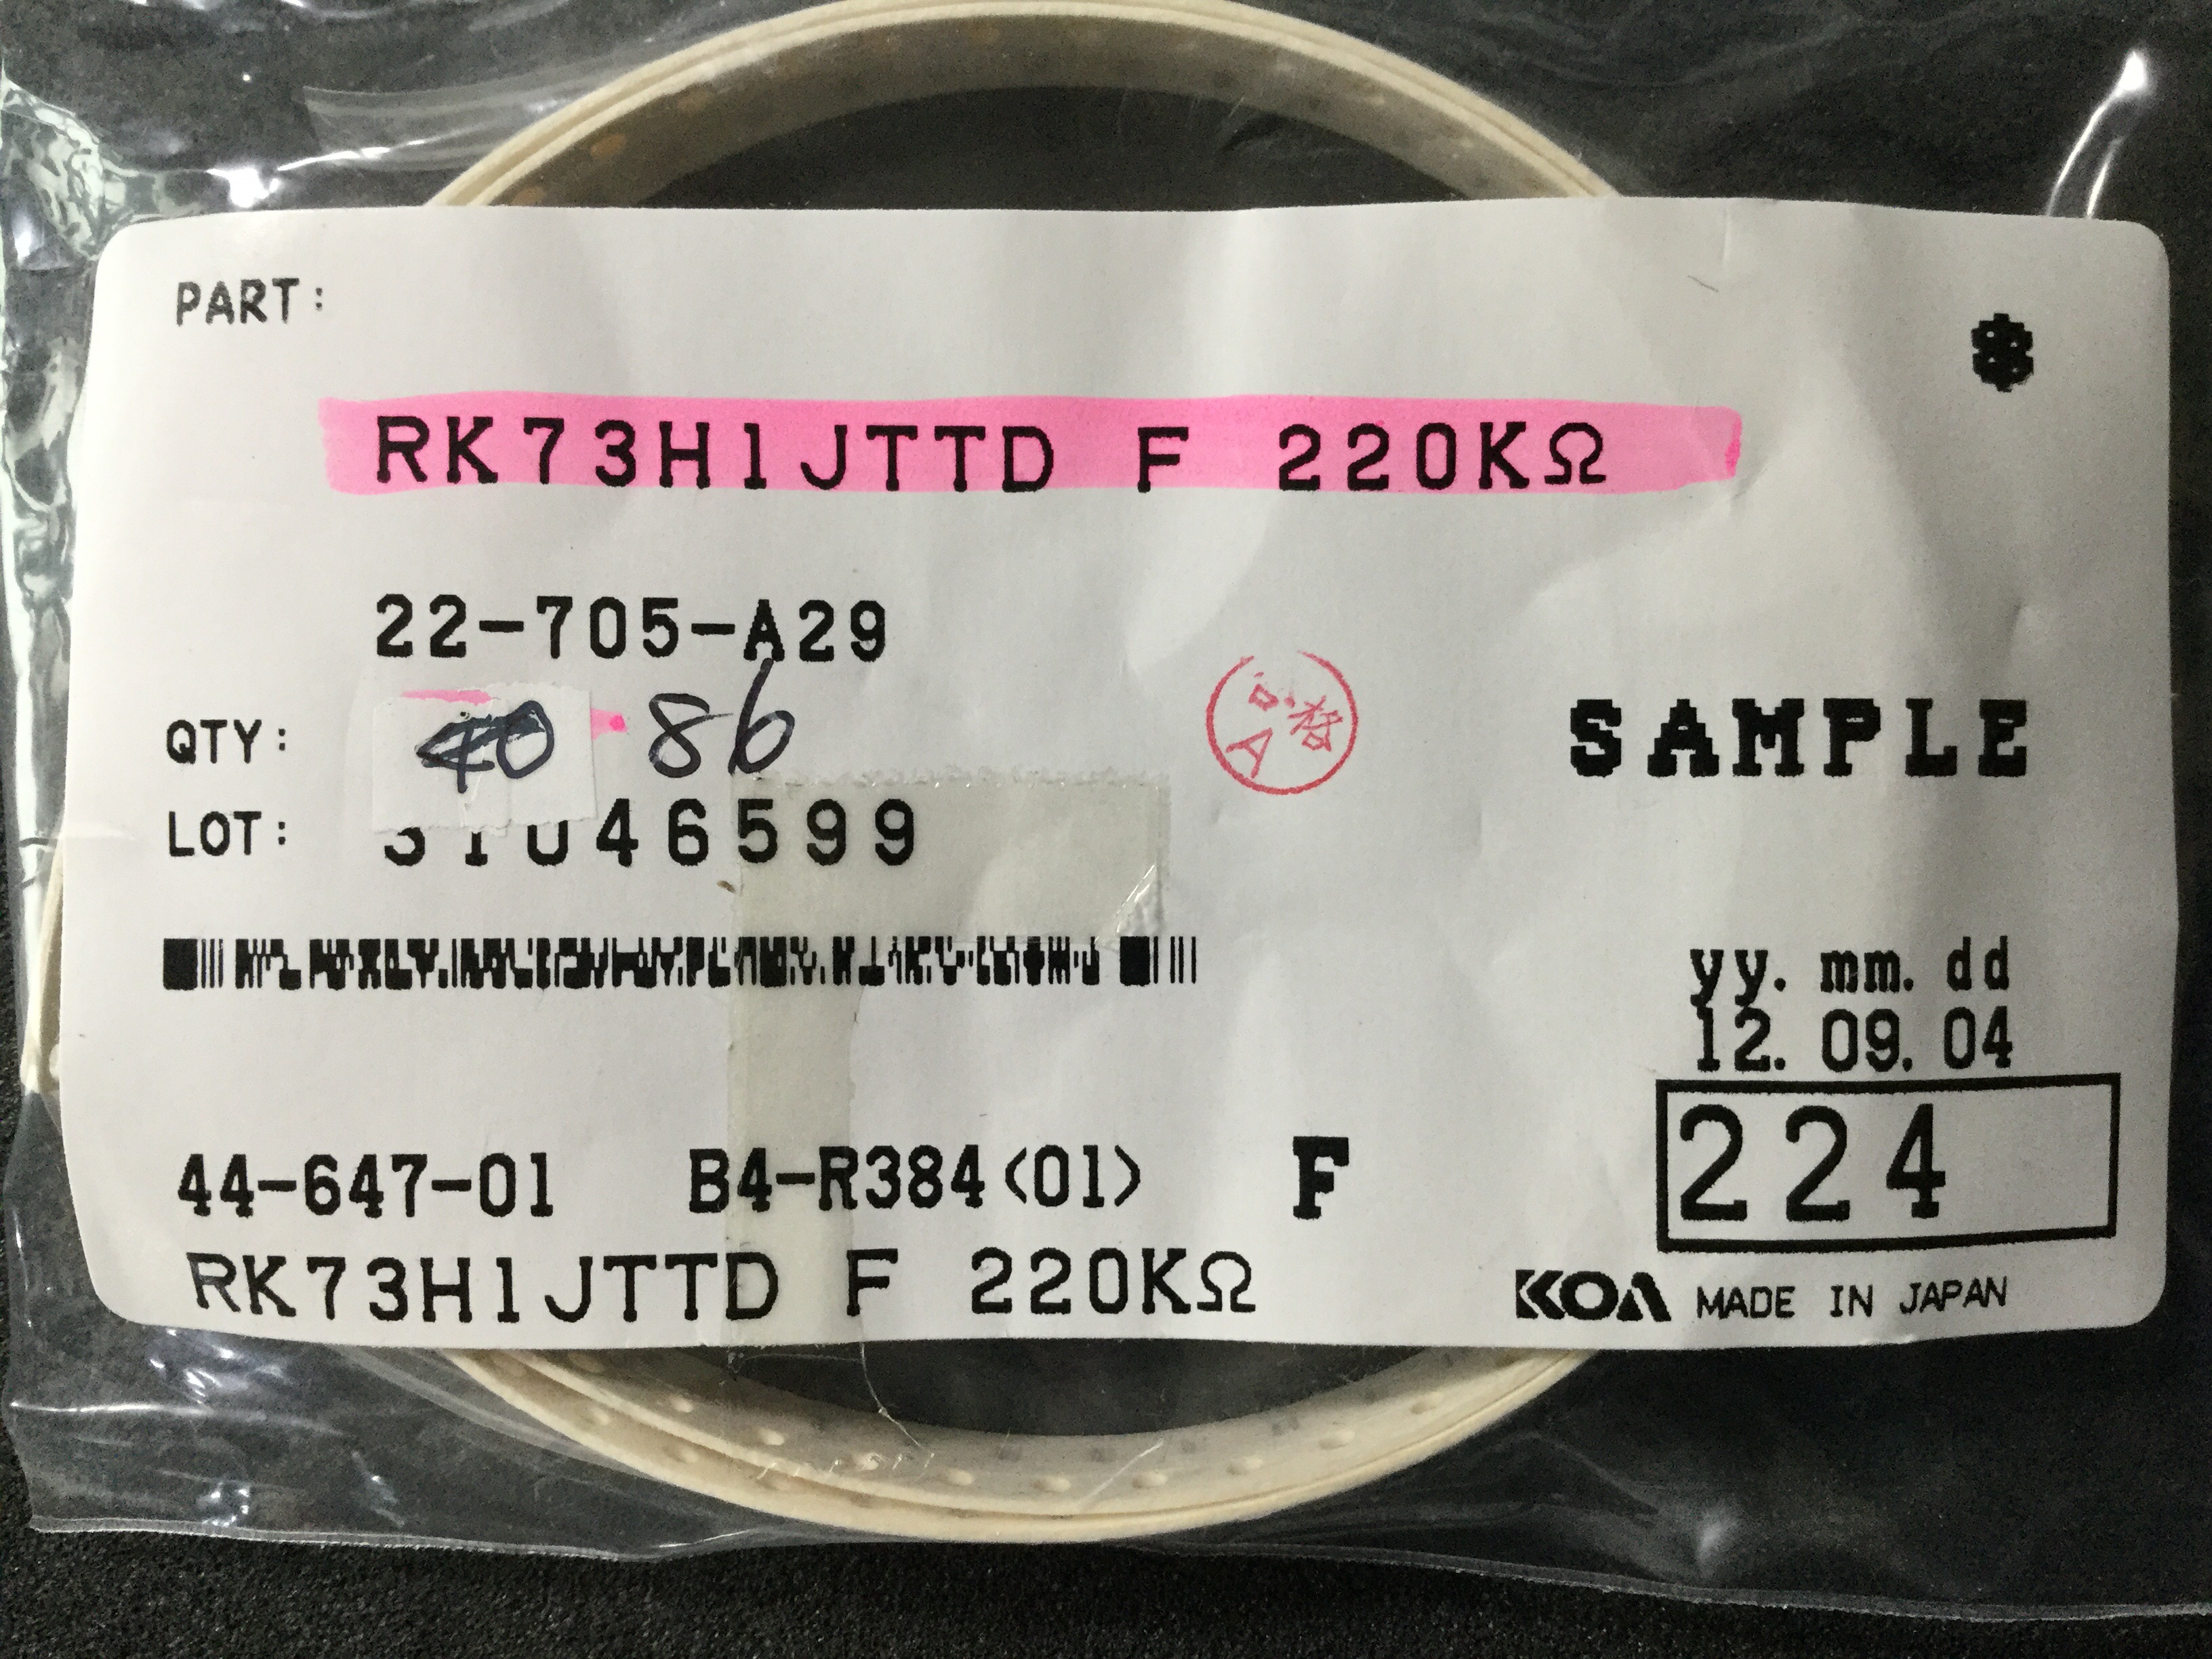 PART:
RK73H1JTTD F 220KΩ
22-705-A29
QTY: 40 86
SAMPLE
LOT: 31046599
yy. mm. dd
12. 09. 04
224
44-647-01 B4-R384<01> F
RK73H1JTTD F 220KΩ
KOA MADE IN JAPAN